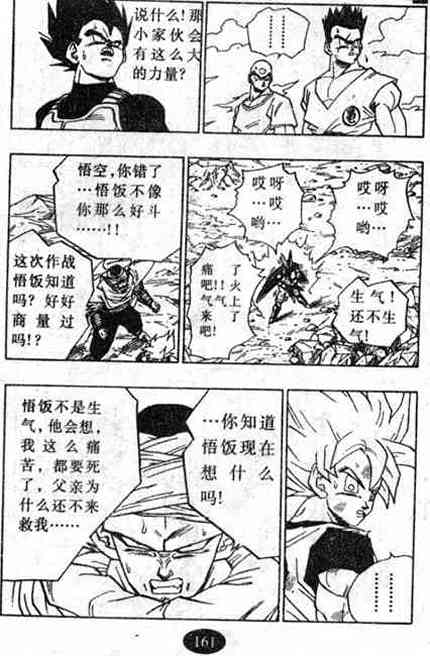 …………
说什么!那
小家伙会
有这么大
的力量?
哎呀
…哎
哟…
哎呀
…哎
哟…
生气!
还不生
气!
痛 了
吧!!火
气气上
来 了
吧!
悟空,你错了
…悟饭不像
你那么好斗
……!!
这次作战
悟饭知道
吗?好好
商量过
吗!?
…………
…你知道
悟饭现在
想什么
吗!
悟饭不是生
气,他会想,
我这么痛
苦,都要死
了,父亲为
什么还不来
救我……
161